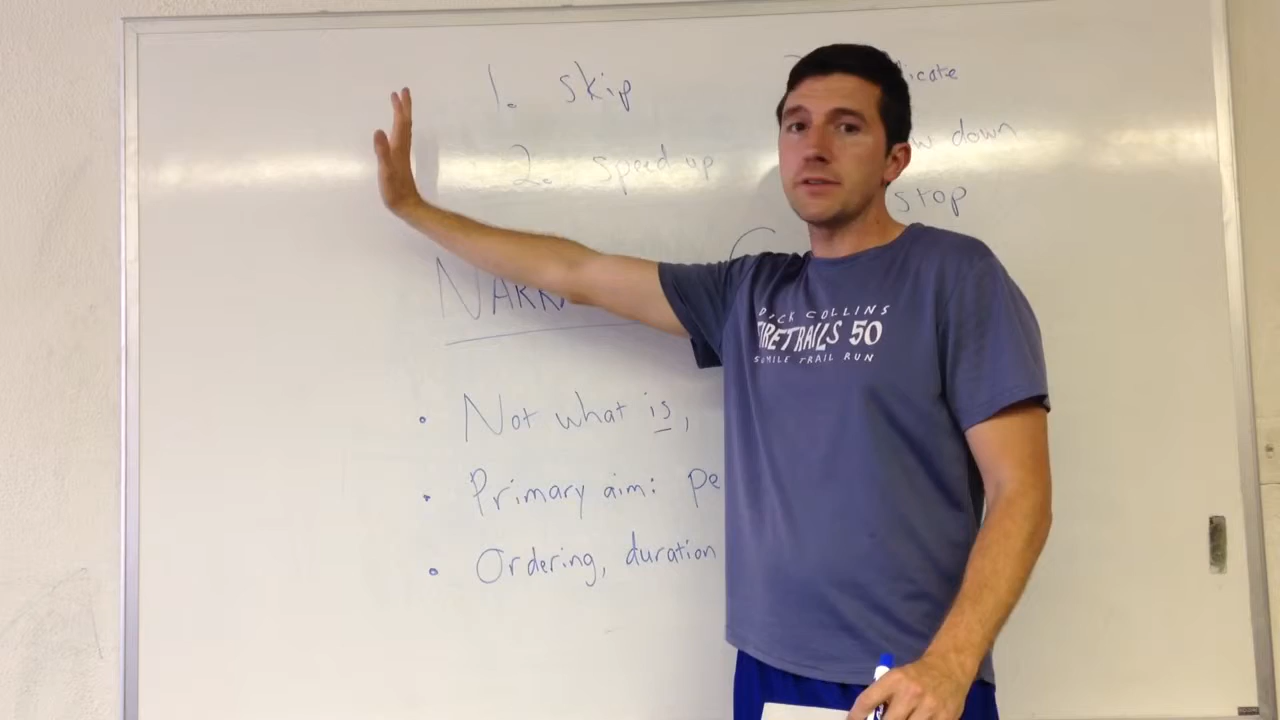 1. skip
2. speed up
icate
w down
stop
NARR
• Not what is,
• Primary aim: pe
• Ordering, duration
DICK COLLINS
FIRETRAILS 50
50 MILE TRAIL RUN